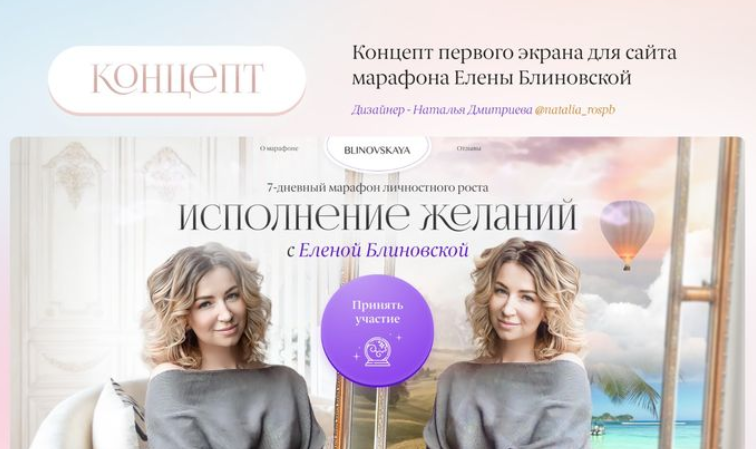 КОНЦЕПТ
Концепт первого экрана для сайта
марафона Елены Блиновской
Дизайнер - Наталья Дмитриева @natalia_rospb
О марафоне
BLINOVSKAYA
Отзывы
7-дневный марафон личностного роста
ИСПОЛНЕНИЕ ЖЕЛАНИЙ
с Еленой Блиновской
Принять
участие